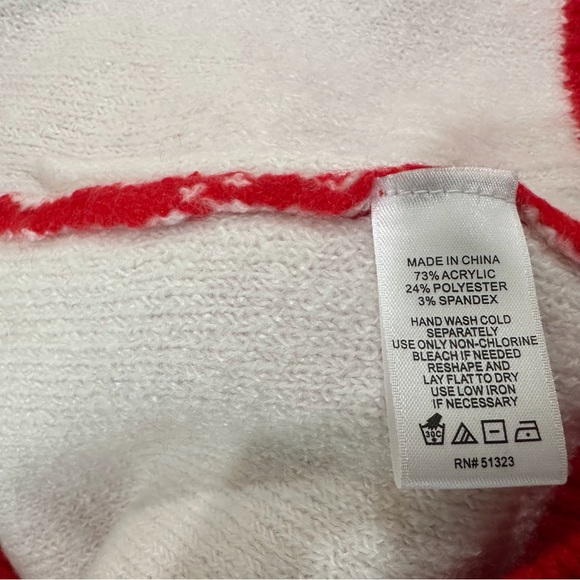 MADE IN CHINA
73% ACRYLIC
24% POLYESTER
3% SPANDEX
HAND WASH COLD
SEPARATELY
USE ONLY NON-CHLORINE
BLEACH IF NEEDED
RESHAPE AND
LAY FLAT TO DRY
USE LOW IRON
IF NECESSARY
30C
RN# 51323